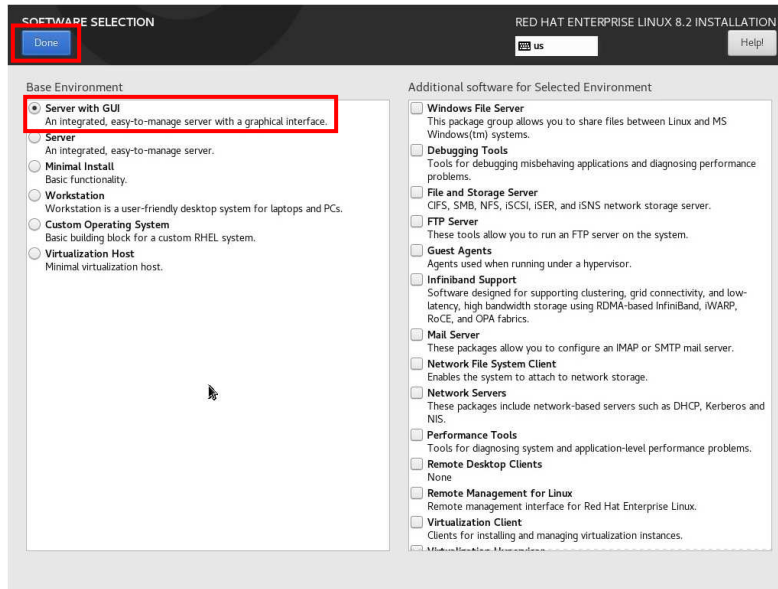 SOFTWARE SELECTION
Done
RED HAT ENTERPRISE LINUX 8.2 INSTALLATION
us
Help!
Base Environment
Server with GUI
An integrated, easy-to-manage server with a graphical interface.
Server
An integrated, easy-to-manage server.
Minimal Install
Basic functionality.
Workstation
Workstation is a user-friendly desktop system for laptops and PCs.
Custom Operating System
Basic building block for a custom RHEL system.
Virtualization Host
Minimal virtualization host.
Additional software for Selected Environment
Windows File Server
This package group allows you to share files between Linux and MS
Windows(tm) systems.
Debugging Tools
Tools for debugging misbehaving applications and diagnosing performance
problems.
File and Storage Server
CIFS, SMB, NFS, iSCSI, iSER, and iSNS network storage server.
FTP Server
These tools allow you to run an FTP server on the system.
Guest Agents
Agents used when running under a hypervisor.
Infiniband Support
Software designed for supporting clustering, grid connectivity, and low-
latency, high bandwidth storage using RDMA-based InfiniBand, iWARP,
RoCE, and OPA fabrics.
Mail Server
These packages allow you to configure an IMAP or SMTP mail server.
Network File System Client
Enables the system to attach to network storage.
Network Servers
These packages include network-based servers such as DHCP, Kerberos and
NIS.
Performance Tools
Tools for diagnosing system and application-level performance problems.
Remote Desktop Clients
None
Remote Management for Linux
Remote management interface for Red Hat Enterprise Linux.
Virtualization Client
Clients for installing and managing virtualization instances.